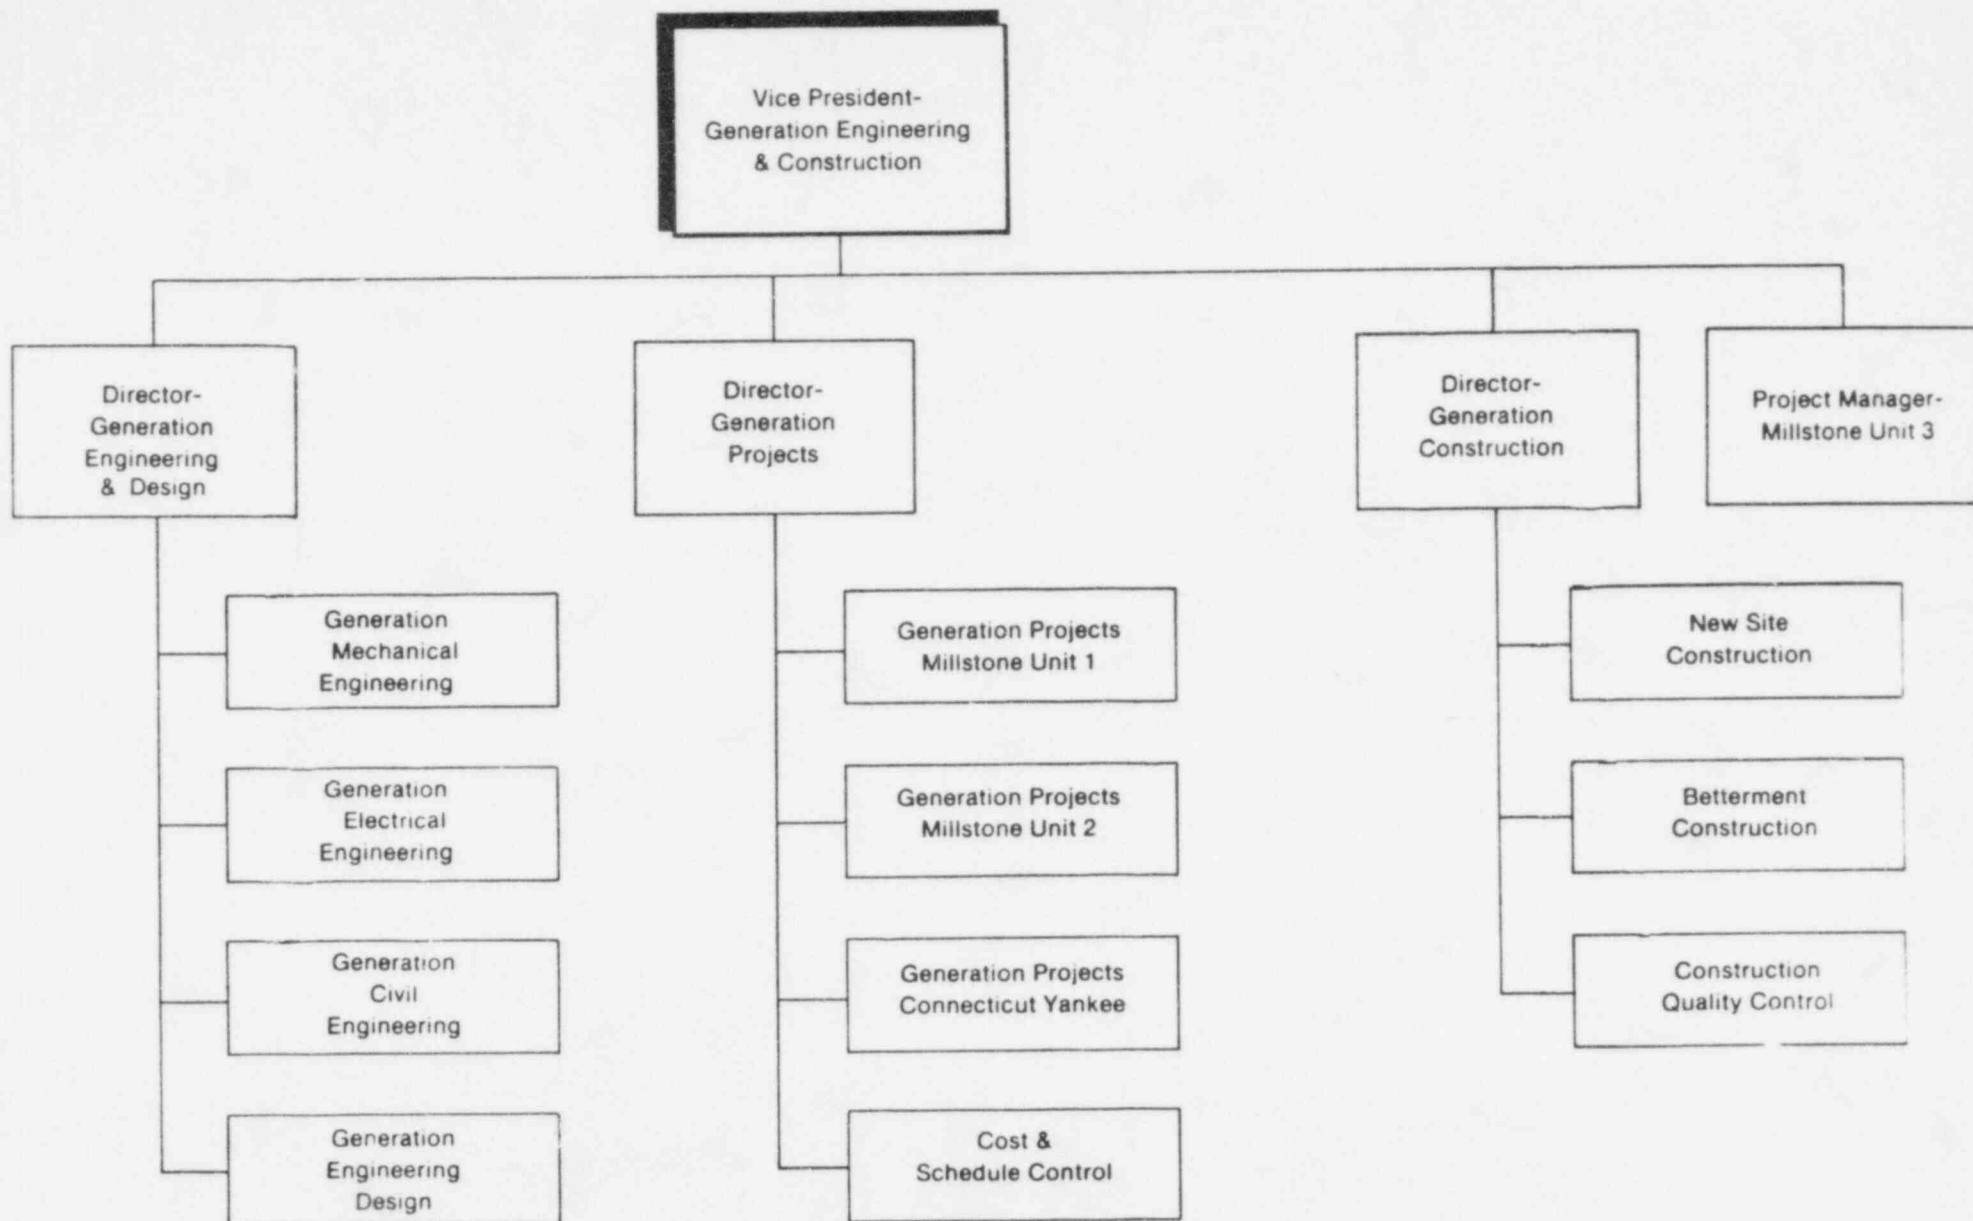 Vice President-
Generation Engineering
& Construction
Director-
Generation
Engineering
& Design
Director-
Generation
Projects
Director-
Generation
Construction
Project Manager-
Millstone Unit 3
Generation
Mechanical
Engineering
Generation
Electrical
Engineering
Generation
Civil
Engineering
Generation
Engineering
Design
Generation Projects
Millstone Unit 1
Generation Projects
Millstone Unit 2
Generation Projects
Connecticut Yankee
Cost &
Schedule Control
New Site
Construction
Betterment
Construction
Construction
Quality Control